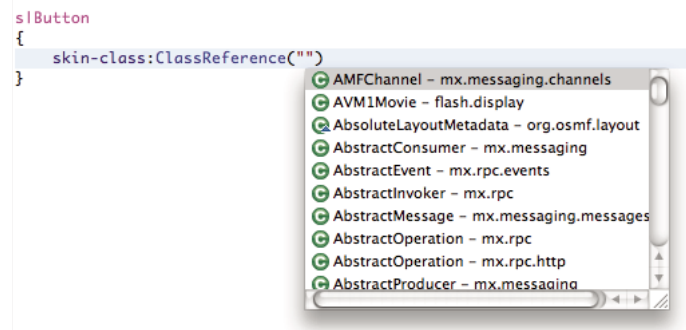 s|Button
{
skin-class:ClassReference("")
}
AMFChannel – mx.messaging.channels
AVM1Movie – flash.display
AbsoluteLayoutMetadata – org.osmf.layout
AbstractConsumer – mx.messaging
AbstractEvent – mx.rpc.events
AbstractInvoker – mx.rpc
AbstractMessage – mx.messaging.messages
AbstractOperation – mx.rpc
AbstractOperation – mx.rpc.http
AbstractProducer – mx.messaging